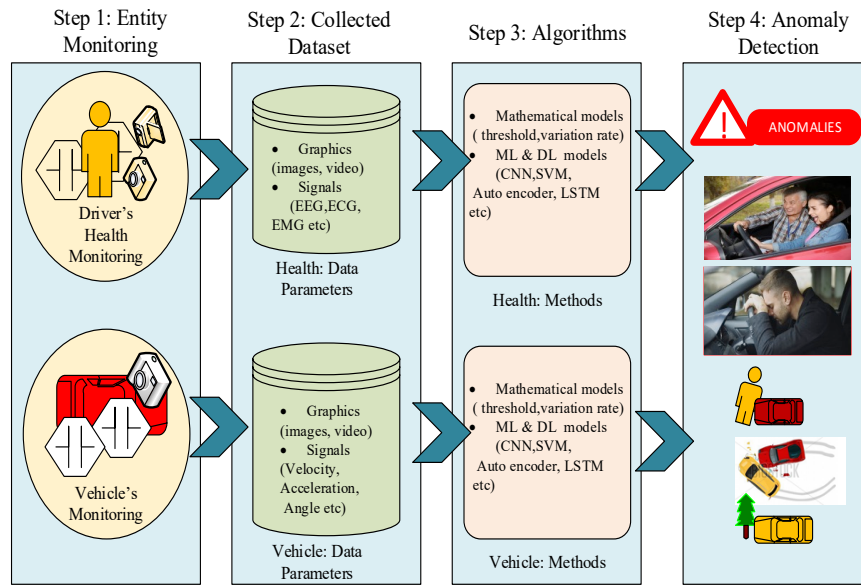 Step 1: Entity
Monitoring
Step 2: Collected
Dataset
Step 3: Algorithms
Step 4: Anomaly
Detection
Driver's
Health
Monitoring
• Graphics
(images, video)
• Signals
(EEG,ECG,
EMG etc)
Health: Data
Parameters
• Mathematical models
( threshold,variation rate)
• ML & DL models
(CNN,SVM,
Auto encoder, LSTM
etc)
Health: Methods
ANOMALIES
Vehicle's
Monitoring
• Graphics
(images, video)
• Signals
(Velocity,
Acceleration,
Angle etc)
Vehicle: Data
Parameters
• Mathematical models
( threshold,variation rate)
• ML & DL models
(CNN,SVM,
Auto encoder, LSTM
etc)
Vehicle: Methods